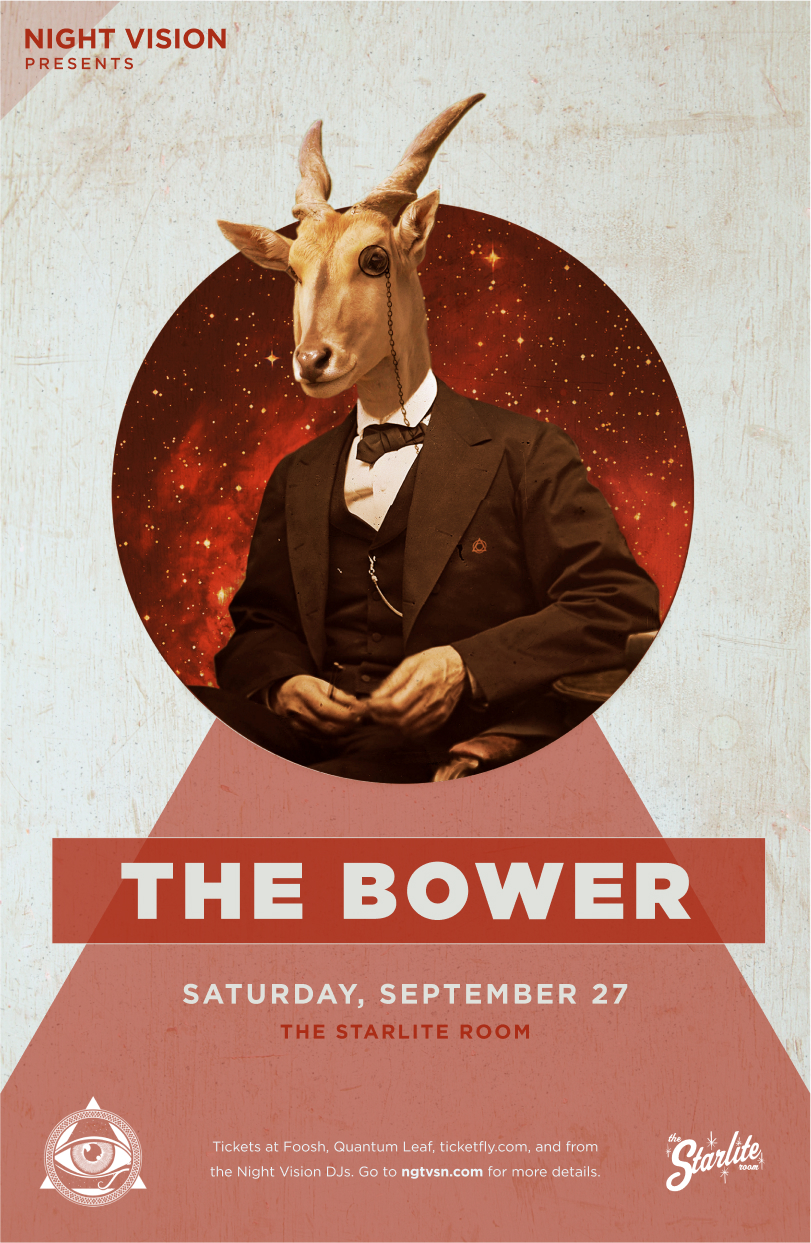 NIGHT VISION
PRESENTS
THE BOWER
SATURDAY, SEPTEMBER 27
THE STARLITE ROOM
Tickets at Foosh, Quantum Leaf, ticketfly.com, and from
the Night Vision DJs. Go to ngtvsn.com for more details.
the
Starlite
room